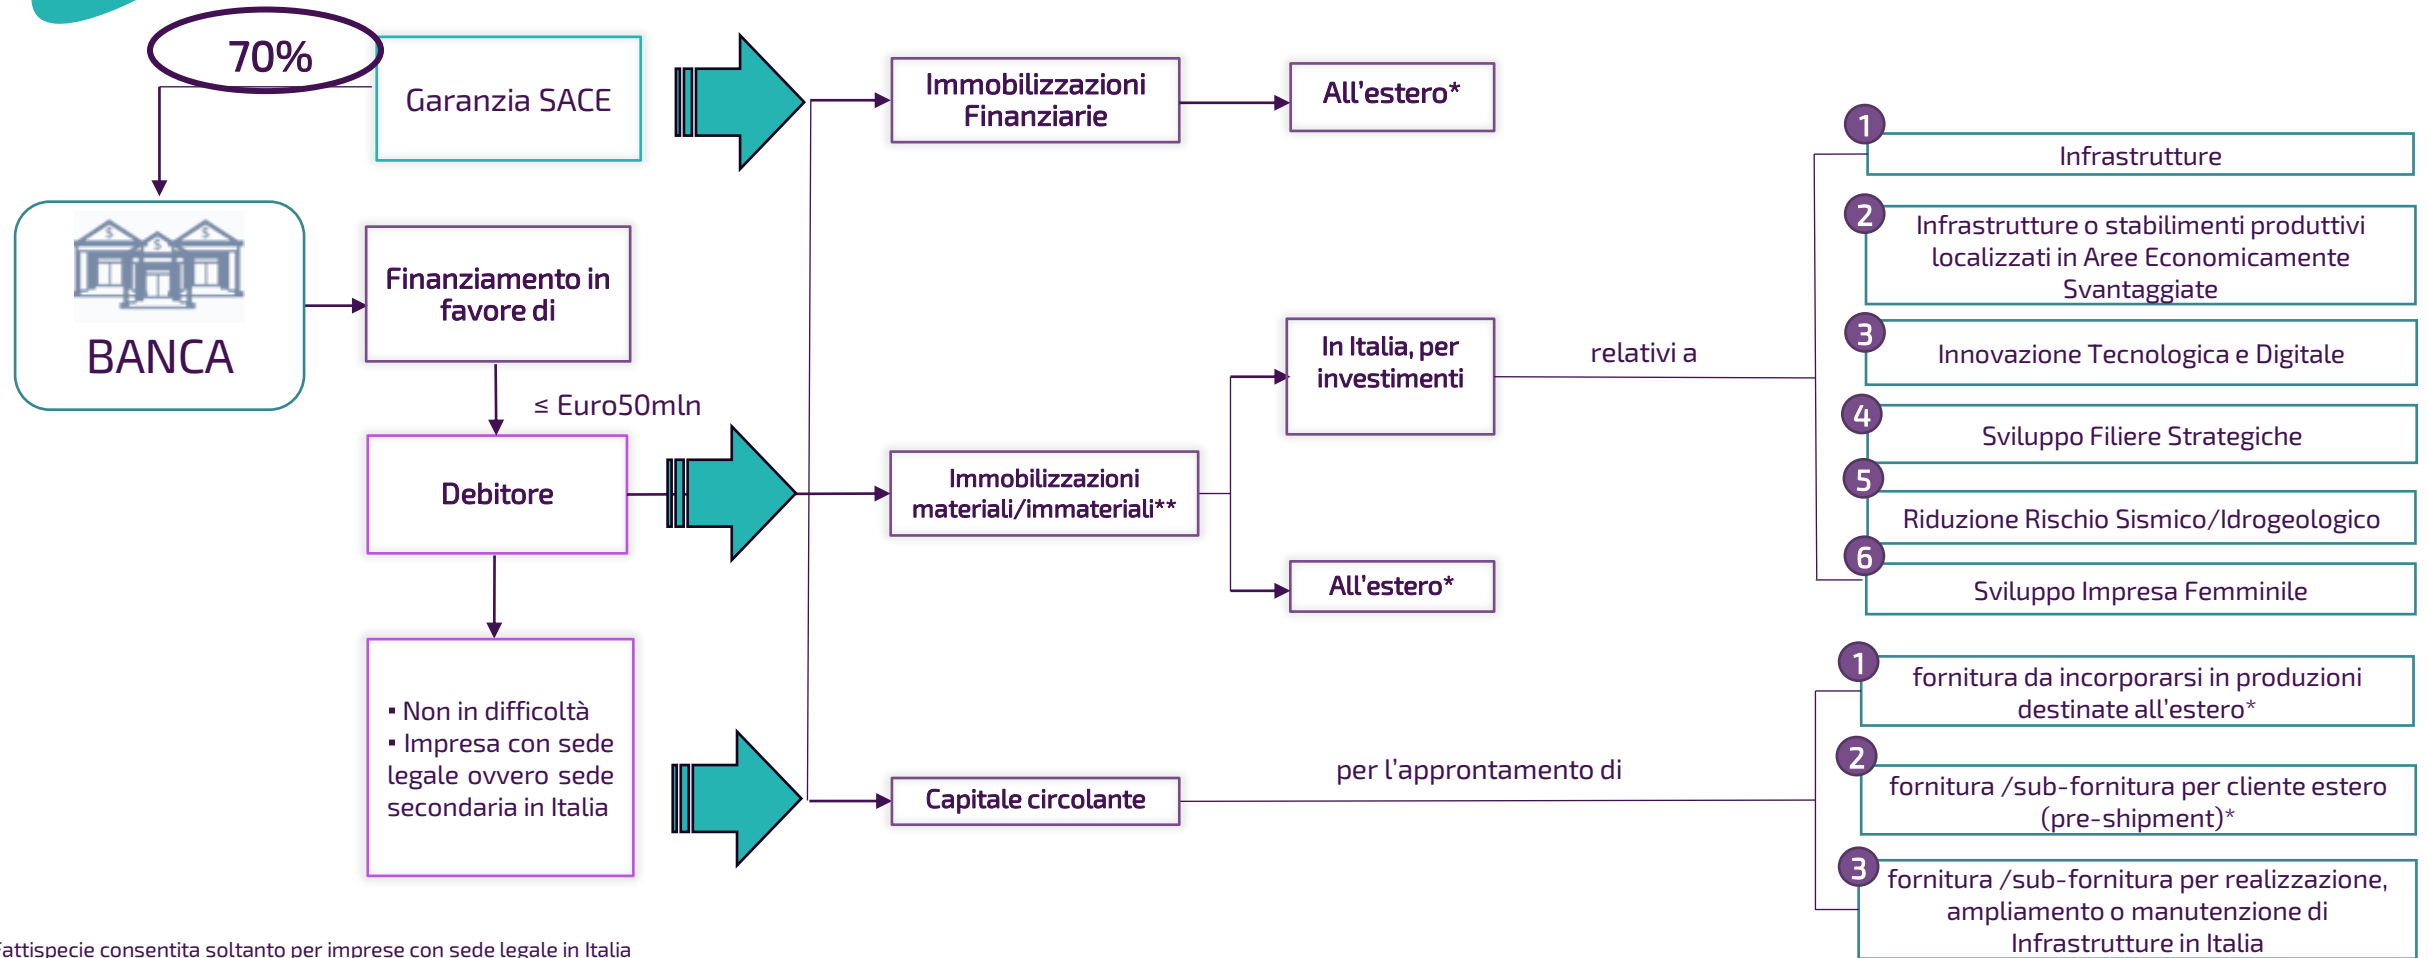 70%
Garanzia SACE
BANCA
Finanziamento in
favore di
≤ Euro50mln
Debitore
▪ Non in difficoltà
▪ Impresa con sede
legale ovvero sede
secondaria in Italia
Immobilizzazioni
Finanziarie
All'estero*
Immobilizzazioni
materiali/immateriali**
In Italia, per
investimenti
relativi a
All'estero*
1
Infrastrutture
2
Infrastrutture o stabilimenti produttivi
localizzati in Aree Economicamente
Svantaggiate
3
Innovazione Tecnologica e Digitale
4
Sviluppo Filiere Strategiche
5
Riduzione Rischio Sismico/Idrogeologico
6
Sviluppo Impresa Femminile
Capitale circolante
per l'approntamento di
1
fornitura da incorporarsi in produzioni
destinate all'estero*
2
fornitura /sub-fornitura per cliente estero
(pre-shipment)*
3
fornitura /sub-fornitura per realizzazione,
ampliamento o manutenzione di
Infrastrutture in Italia
Fattispecie consentita soltanto per imprese con sede legale in Italia